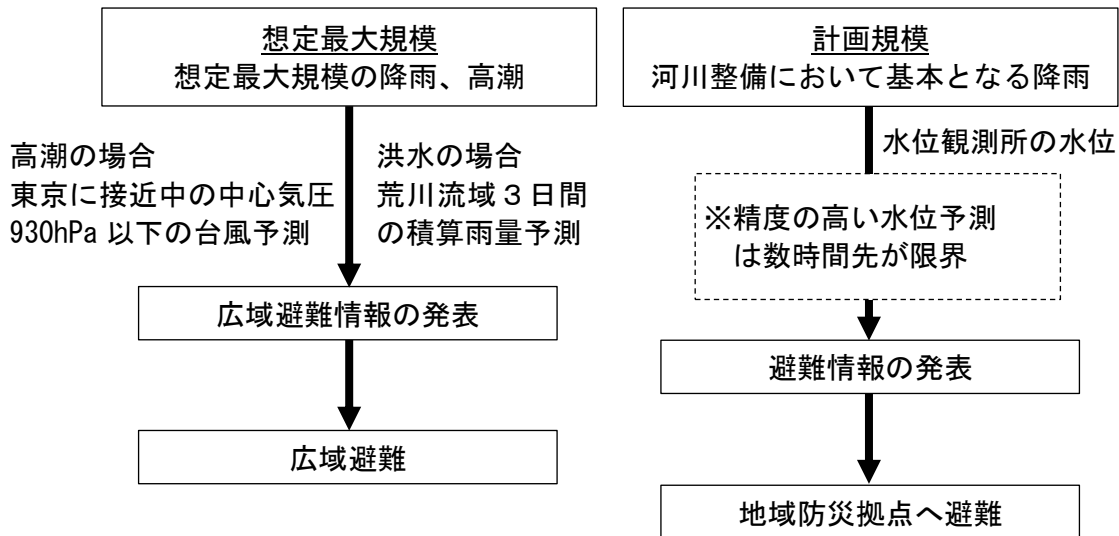 想定最大規模
想定最大規模の降雨、高潮
高潮の場合
東京に接近中の中心気圧
930hPa 以下の台風予測
洪水の場合
荒川流域3日間
の積算雨量予測
広域避難情報の発表
広域避難
計画規模
河川整備において基本となる降雨
水位観測所の水位
※精度の高い水位予測
は数時間先が限界
避難情報の発表
地域防災拠点へ避難